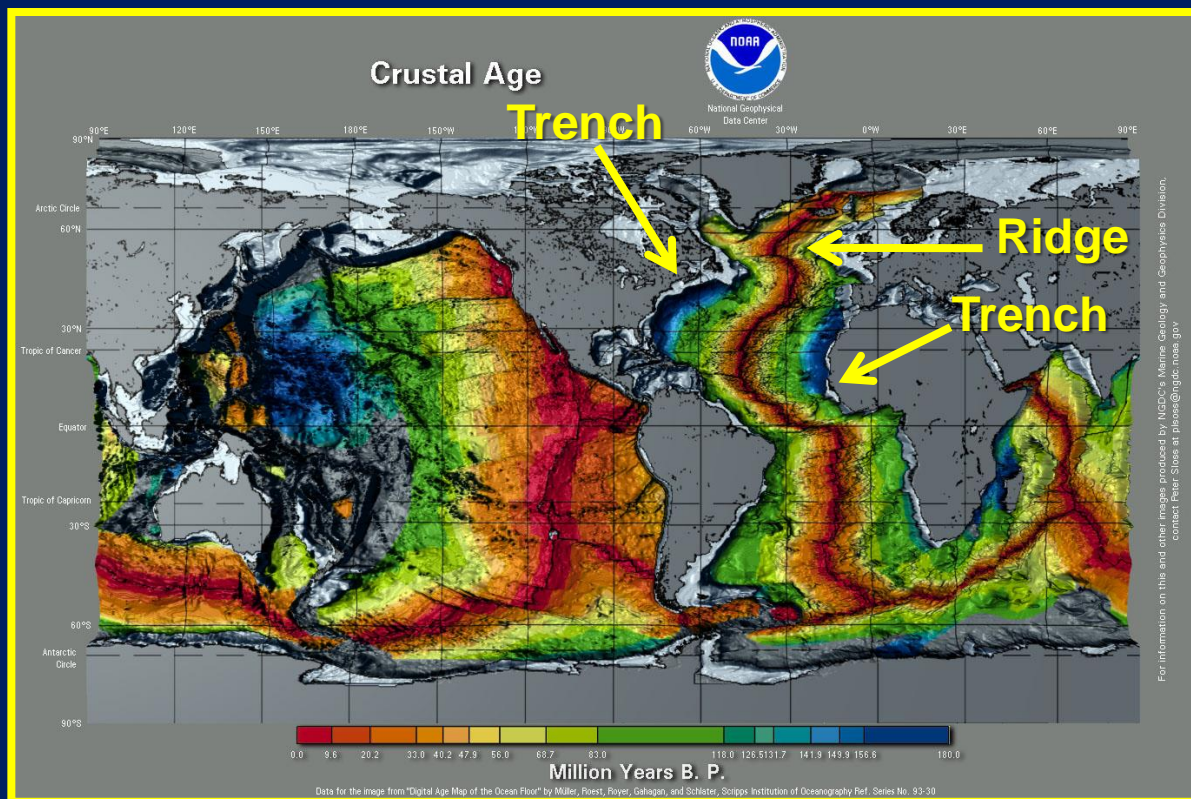 NOAA
Crustal Age
National Geophysical
Data Center
Trench
90°E 120°E 150°E 180°E 150°W 60°W 30°W 0°W 30°E 60°E 90°E
90°N
Arctic Circle
60°N
Ridge
30°N
Trench
Tropic of Cancer
Equator
Tropic of Capricorn
30°S
60°S
Antarctic
Circle
90°S
0.0 9.6 20.2 33.0 40.2 47.9 56.0 68.7 83.0 118.0 126.5 131.7 141.9 149.9 156.6 180.0
Million Years B. P.
Data for the image from "Digital Age Map of the Ocean Floor" by Müller, Roest, Royer, Gahagan, and Schlater, Scripps Institution of Oceanography Ref. Series No. 93-30
For information on this and other images produced by NGDC's Marine Geology and Geophysics Division,
contact Peter Sloss at plsoss@ngdc.noaa.gov